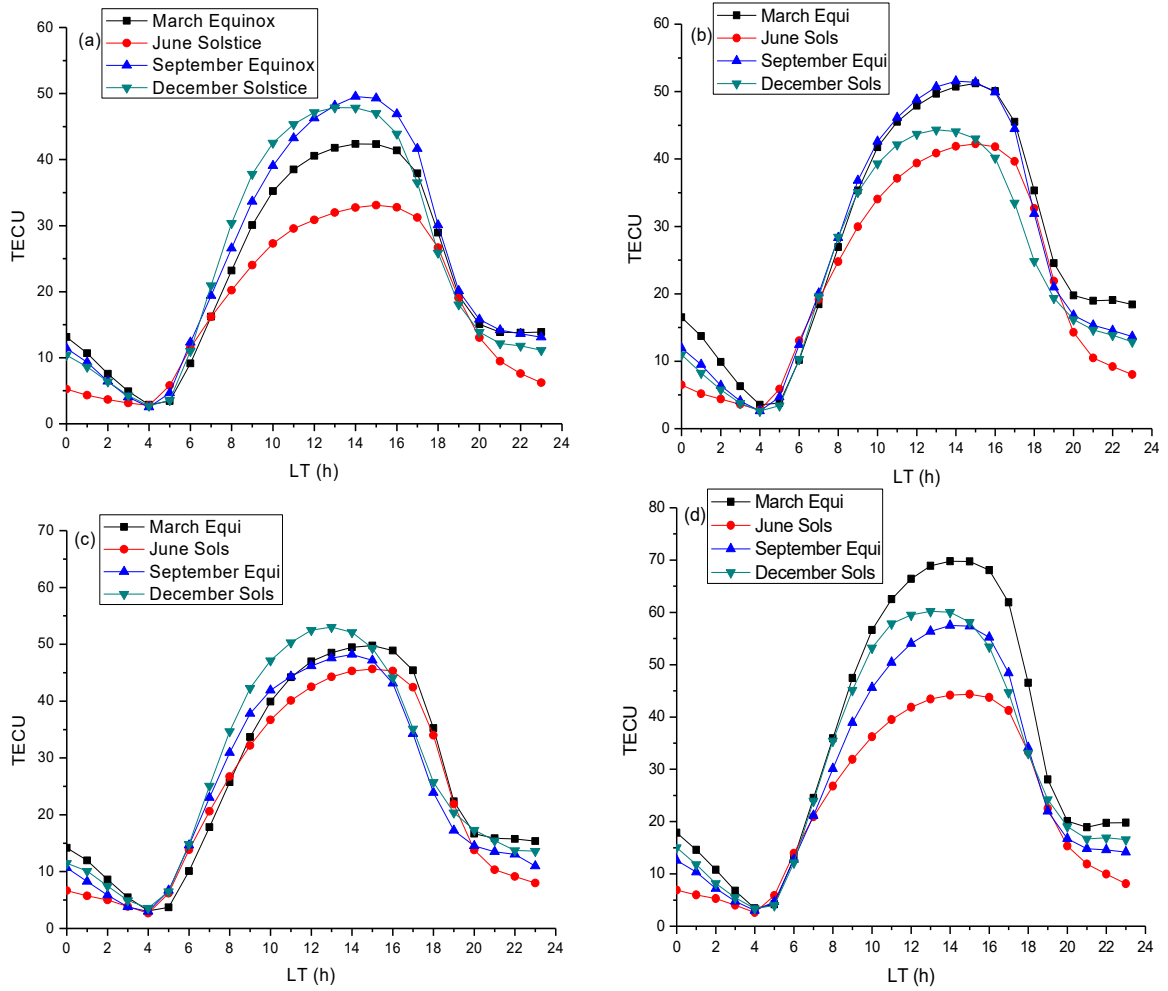 (a)
March Equinox
June Solstice
September Equinox
December Solstice
60
50
40
30
20
10
0
TECU
0 2 4 6 8 10 12 14 16 18 20 22 24
LT (h)
(b)
March Equi
June Sols
September Equi
December Sols
60
50
40
30
20
10
0
TECU
0 2 4 6 8 10 12 14 16 18 20 22 24
LT (h)
(c)
March Equi
June Sols
September Equi
December Sols
70
60
50
40
30
20
10
0
TECU
0 2 4 6 8 10 12 14 16 18 20 22 24
LT (h)
(d)
March Equi
June Sols
September Equi
December Sols
80
70
60
50
40
30
20
10
0
TECU
0 2 4 6 8 10 12 14 16 18 20 22 24
LT (h)